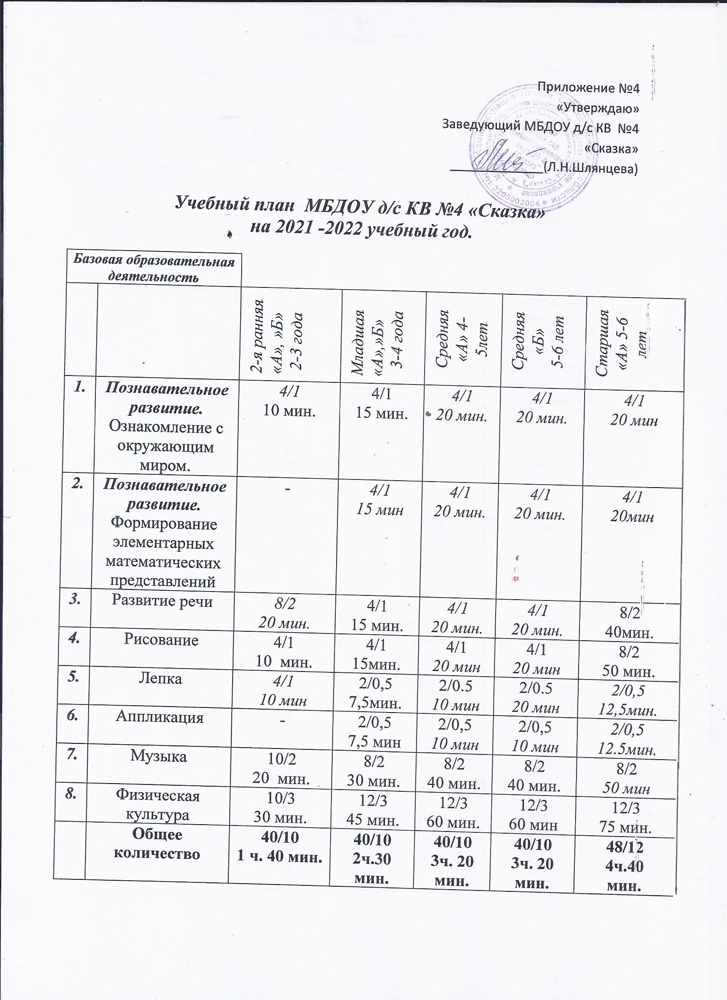 Приложение №4
«Утверждаю»
Заведующий МБДОУ д/с КВ №4
«Сказка»
(Л.Н.Шлянцева)
ИНН: 3205002004
Учебный план МБДОУ д/с КВ №4 «Сказка»
на 2021 -2022 учебный год.
Базовая образовательная
деятельность
2-я ранняя
«А», »Б»
2-3 года
Младшая
«А»,»Б»
3-4 года
Средняя
«А» 4-
5лет
Средняя
«Б»
5-6 лет
Старшая
«А» 5-6
лет
1. Познавательное 4/1 4/1 4/1 4/1 4/1
развитие. 10 мин. 15 мин. 20 мин. 20 мин. 20 мин
Ознакомление с
окружающим
миром.
2. Познавательное - 4/1 4/1 4/1 4/1
развитие. 15 мин 20 мин. 20 мин. 20мин
Формирование
элементарных
математических
представлений
3. Развитие речи 8/2 4/1 4/1 4/1 8/2
20 мин. 15 мин. 20 мин. 20 мин. 40мин.
4. Рисование 4/1 4/1 4/1 4/1 8/2
10 мин. 15мин. 20 мин 20 мин 50 мин.
5. Лепка 4/1 2/0,5 2/0.5 2/0.5 2/0,5
10 мин 7,5мин. 10 мин 20 мин 12,5мин.
6. Аппликация - 2/0,5 2/0,5 2/0,5 2/0,5
7,5 мин 10 мин 10 мин 12.5мин.
7. Музыка 10/2 8/2 8/2 8/2 8/2
20 мин. 30 мин. 40 мин. 40 мин. 50 мин
8. Физическая 10/3 12/3 12/3 12/3 12/3
культура 30 мин. 45 мин. 60 мин. 60 мин 75 мин.
Общее 40/10 40/10 40/10 40/10 48/12
количество 1 ч. 40 мин. 2ч.30 3ч. 20 3ч. 20 4ч.40
мин. мин. мин. мин.